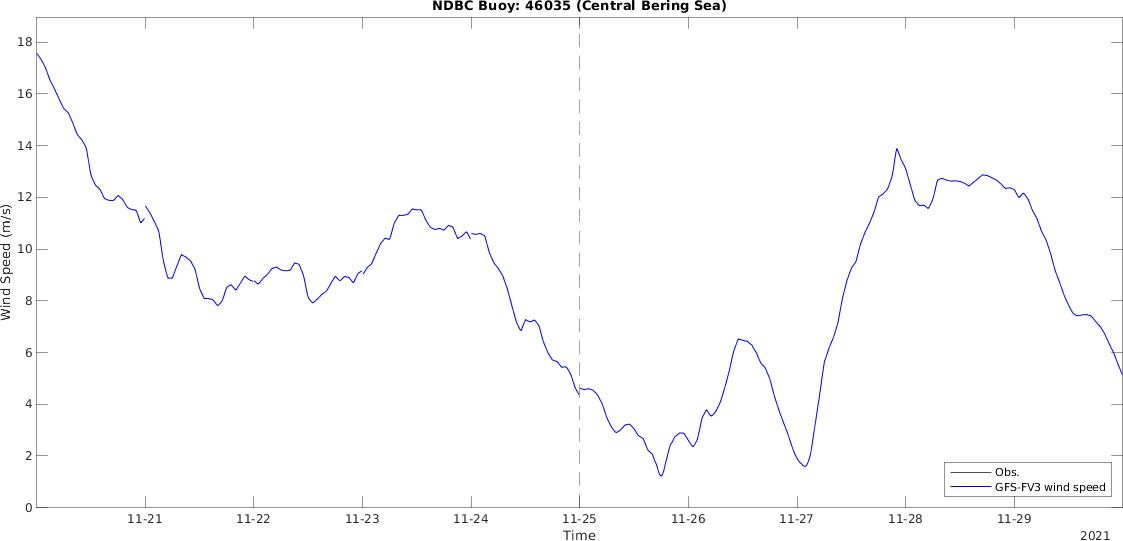 NDBC Buoy: 46035 (Central Bering Sea)
18
16
14
12
10
8
6
4
2
0
Wind Speed (m/s)
11-21 11-22 11-23 11-24 11-25 11-26 11-27 11-28 11-29
Time
2021
Obs.
GFS-FV3 wind speed